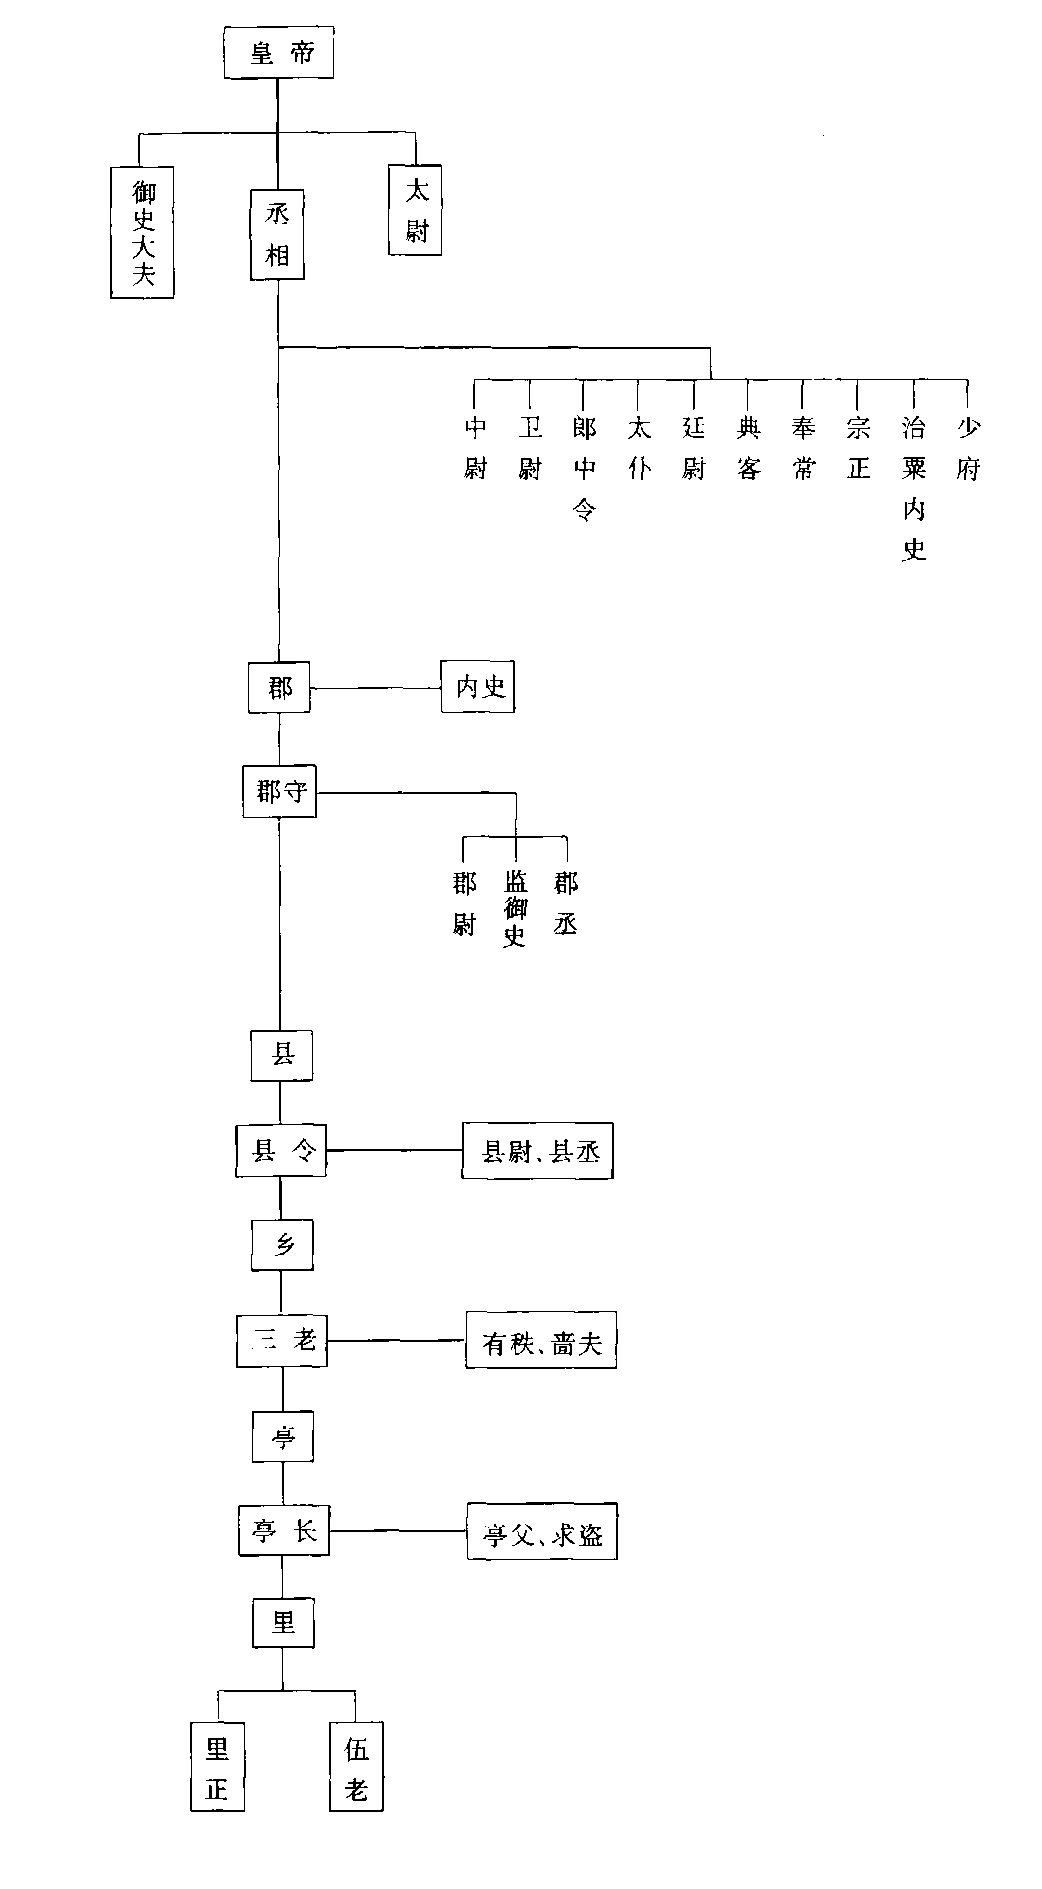 皇帝
御史大夫
丞相
太尉
中尉
卫尉
郎中令
太仆
廷尉
典客
奉常
宗正
治粟内史
少府
郡
内史
郡守
郡尉
监御史
郡丞
县
县令
县尉、县丞
乡
三老
有秩、啬夫
亭
亭长
亭父、求盗
里
里正
伍老